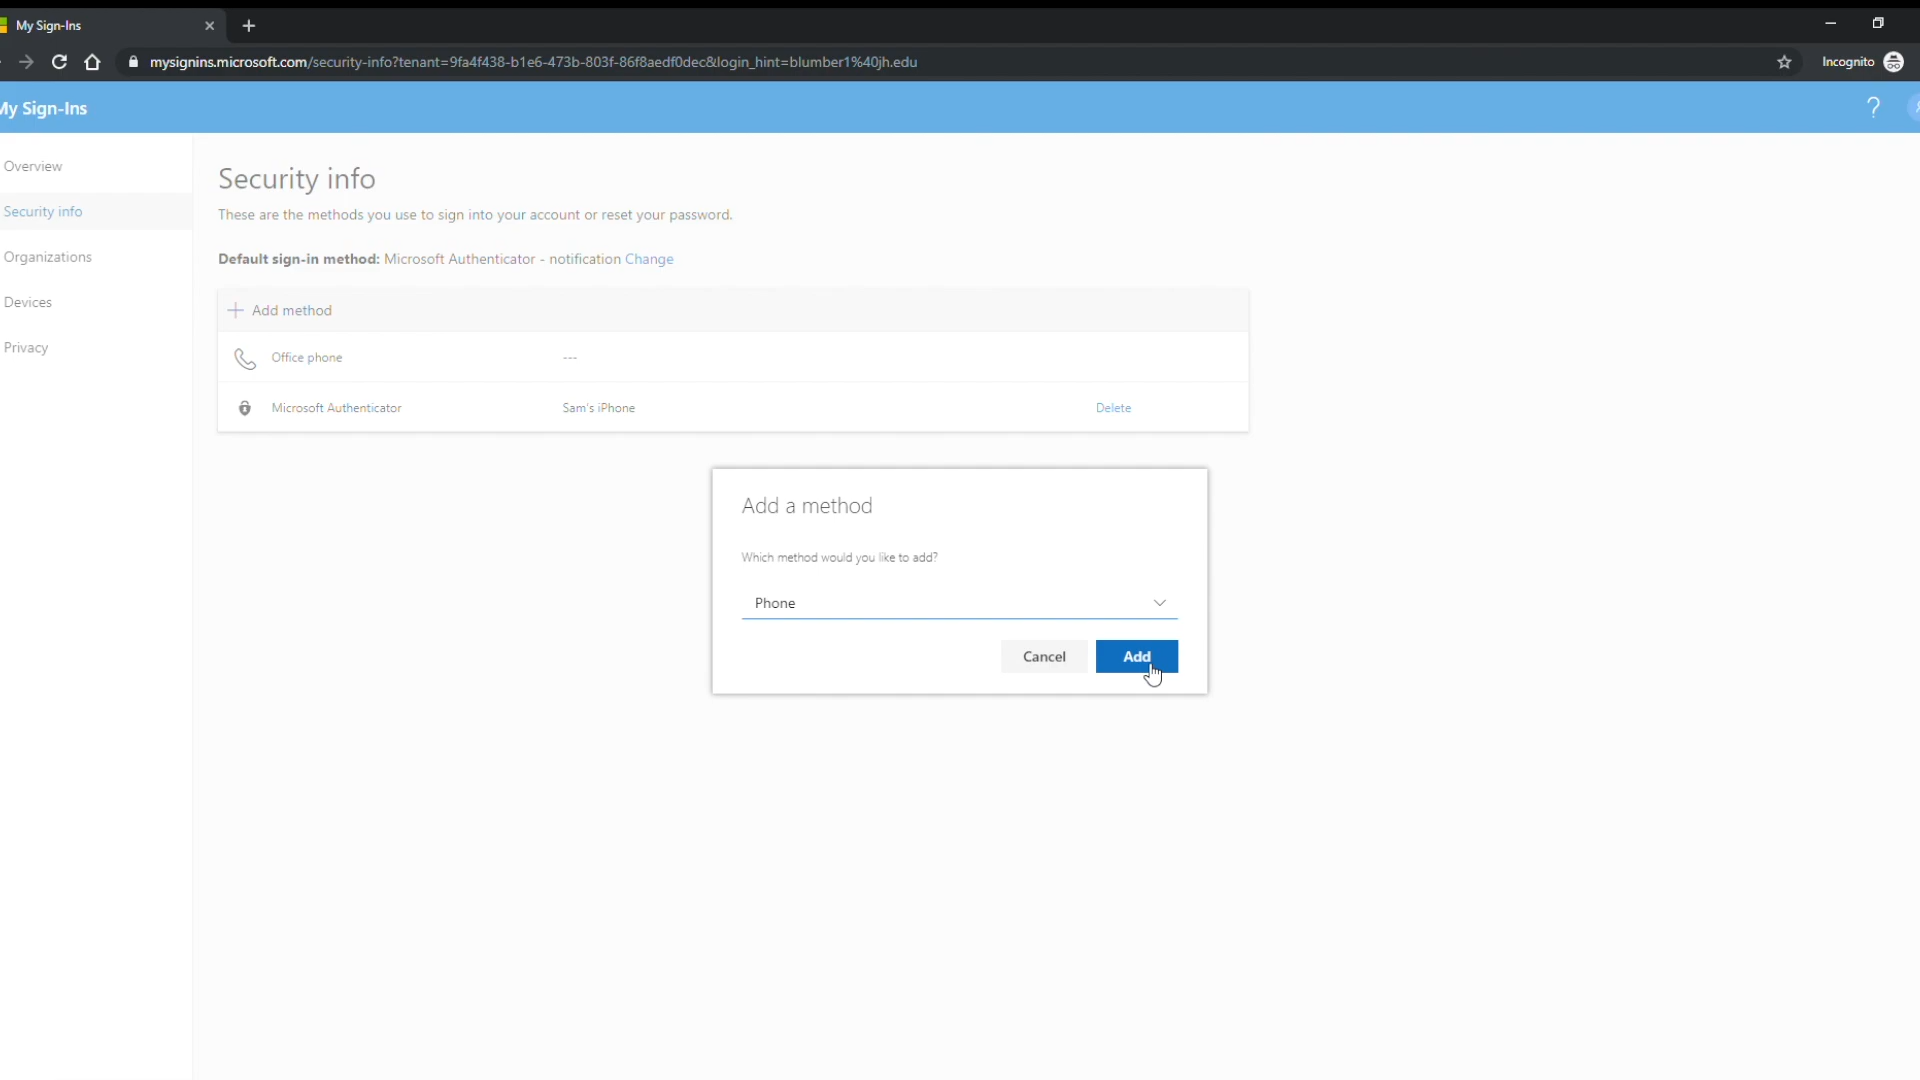 My Sign-Ins
mysignins.microsoft.com/security-info?tenant=9fa4f438-b1e6-473b-803f-86f8aedf0dec&login_hint=blumber1%40jh.edu
Incognito
My Sign-Ins
?
Overview
Security info
Organizations
Devices
Privacy
Security info
These are the methods you use to sign into your account or reset your password.
Default sign-in method: Microsoft Authenticator - notification Change
Add method
Office phone ---
Microsoft Authenticator Sam's iPhone Delete
Add a method
Which method would you like to add?
Phone
Cancel Add